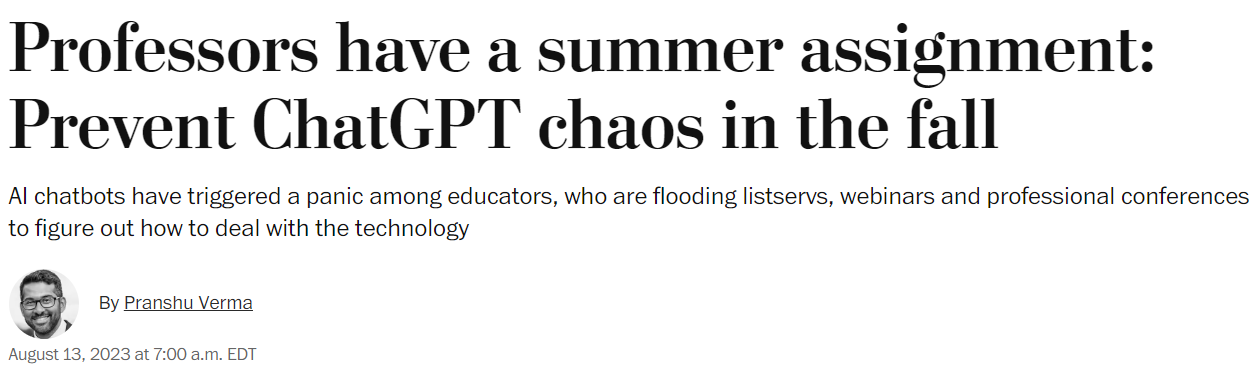 Professors have a summer assignment:
Prevent ChatGPT chaos in the fall
AI chatbots have triggered a panic among educators, who are flooding listservs, webinars and professional conferences
to figure out how to deal with the technology
By Pranshu Verma
August 13, 2023 at 7:00 a.m. EDT